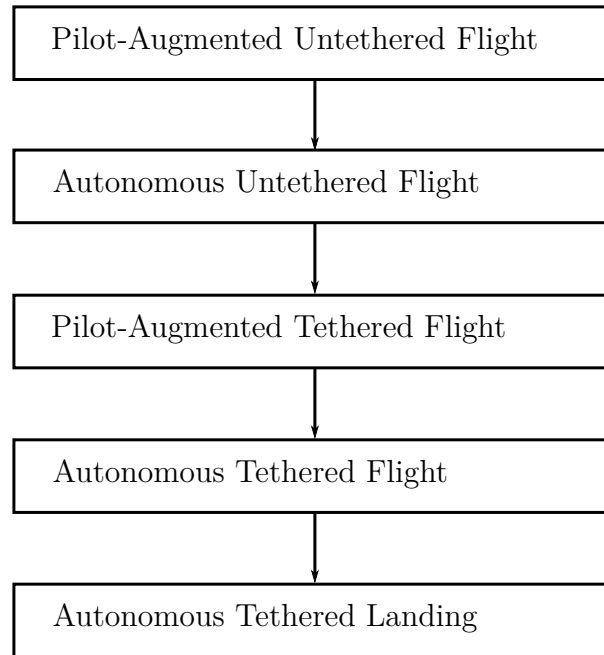 Pilot-Augmented Untethered Flight
Autonomous Untethered Flight
Pilot-Augmented Tethered Flight
Autonomous Tethered Flight
Autonomous Tethered Landing